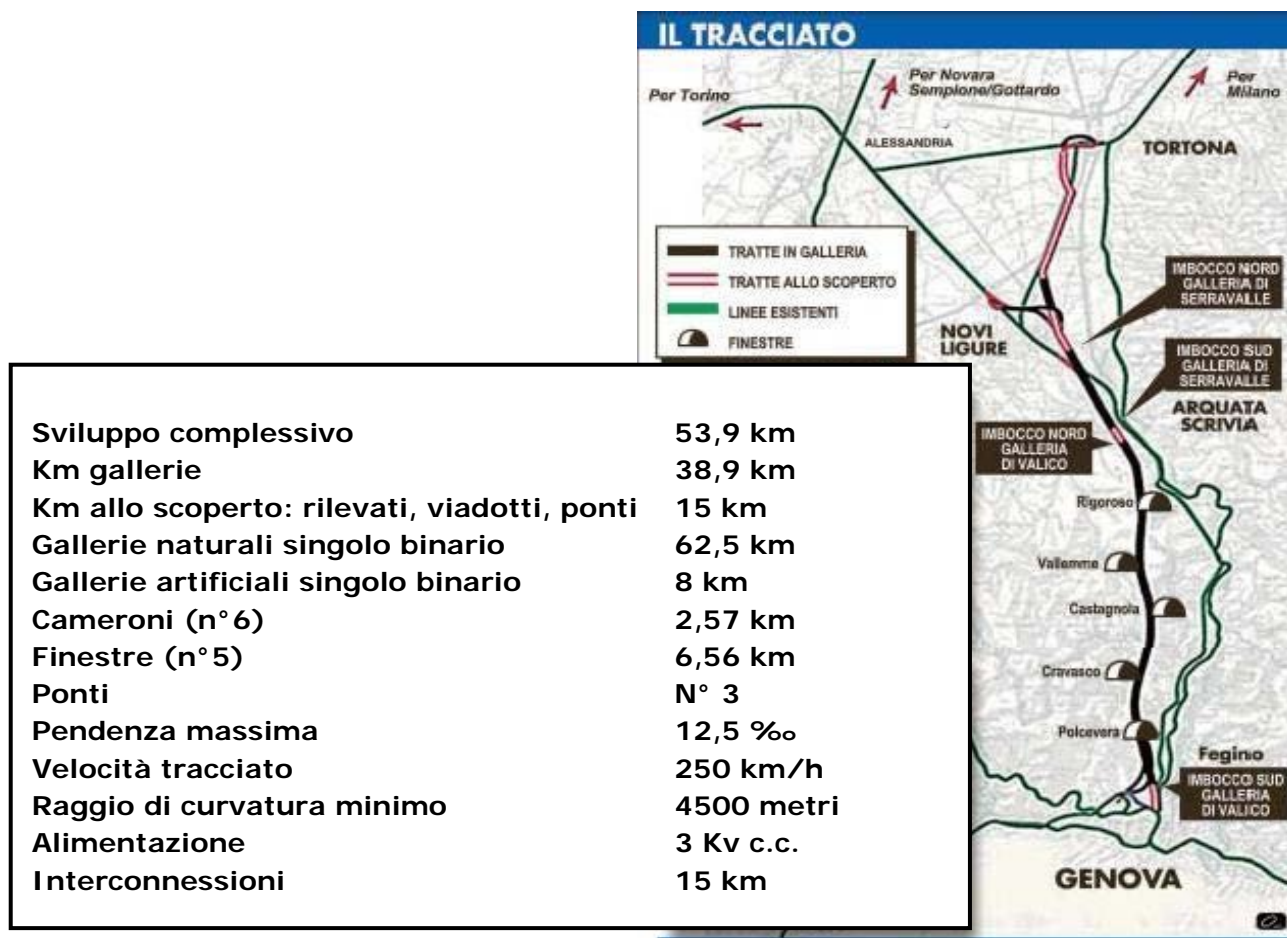 IL TRACCIATO
Per Novara
Sempione/Gottardo
Per
Milano
Per Torino
ALESSANDRIA
TORTONA
TRATTE IN GALLERIA
TRATTE ALLO SCOPERTO
LINEE ESISTENTI
FINESTRE
IMBOCCO NORD
GALLERIA DI
SERRAVALLE
NOVI
LIGURE
IMBOCCO SUD
GALLERIA DI
SERRAVALLE
ARQUATA
SCRIVIA
IMBOCCO NORD
GALLERIA
DI VALICO
Rigoroso
Vallemme
Castagnola
Cravasco
Polcevera
Fegino
IMBOCCO SUD
GALLERIA
DI VALICO
GENOVA
Sviluppo complessivo 53,9 km
Km gallerie 38,9 km
Km allo scoperto: rilevati, viadotti, ponti 15 km
Gallerie naturali singolo binario 62,5 km
Gallerie artificiali singolo binario 8 km
Cameroni (n°6) 2,57 km
Finestre (n°5) 6,56 km
Ponti N° 3
Pendenza massima 12,5 ‰
Velocità tracciato 250 km/h
Raggio di curvatura minimo 4500 metri
Alimentazione 3 Kv c.c.
Interconnessioni 15 km